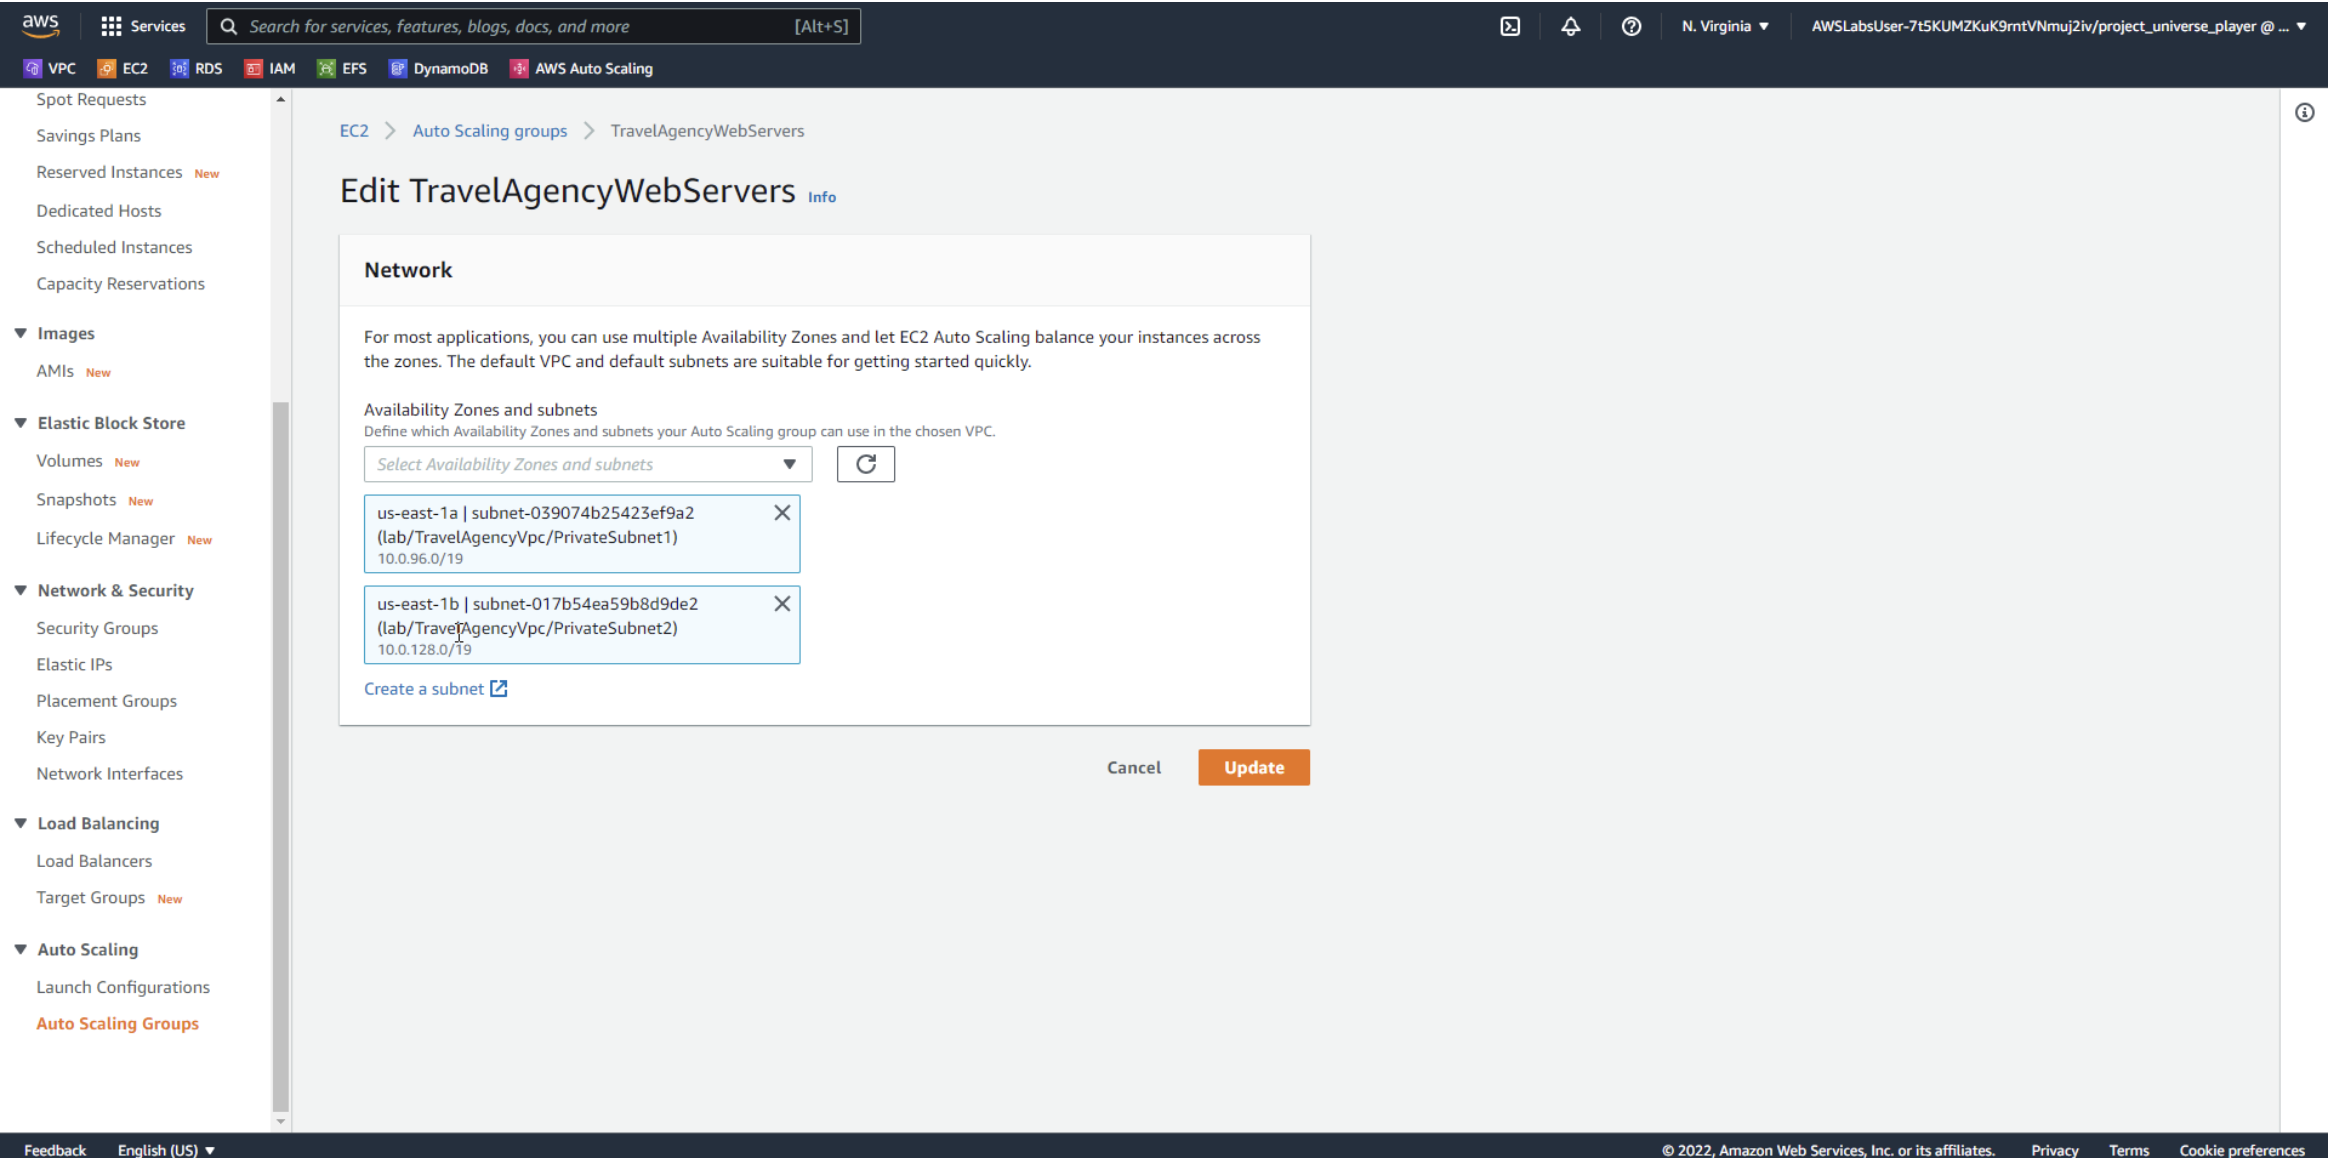 aws
Services
Search for services, features, blogs, docs, and more
[Alt+S]
N. Virginia ▼
AWSLabsUser-7t5KUMZKuK9rntVNmuj2iv/project_universe_player @ ... ▼
VPC
EC2
RDS
IAM
EFS
DynamoDB
AWS Auto Scaling
Spot Requests
Savings Plans
Reserved Instances New
Dedicated Hosts
Scheduled Instances
Capacity Reservations
▼ Images
AMIs New
▼ Elastic Block Store
Volumes New
Snapshots New
Lifecycle Manager New
▼ Network & Security
Security Groups
Elastic IPs
Placement Groups
Key Pairs
Network Interfaces
▼ Load Balancing
Load Balancers
Target Groups New
▼ Auto Scaling
Launch Configurations
Auto Scaling Groups
EC2 > Auto Scaling groups > TravelAgencyWebServers
Edit TravelAgencyWebServers Info
Network
For most applications, you can use multiple Availability Zones and let EC2 Auto Scaling balance your instances across
the zones. The default VPC and default subnets are suitable for getting started quickly.
Availability Zones and subnets
Define which Availability Zones and subnets your Auto Scaling group can use in the chosen VPC.
Select Availability Zones and subnets
us-east-1a | subnet-039074b25423ef9a2
(lab/TravelAgencyVpc/PrivateSubnet1)
10.0.96.0/19
us-east-1b | subnet-017b54ea59b8d9de2
(lab/TravelAgencyVpc/PrivateSubnet2)
10.0.128.0/19
Create a subnet
Cancel
Update
Feedback
English (US) ▼
© 2022, Amazon Web Services, Inc. or its affiliates.
Privacy
Terms
Cookie preferences